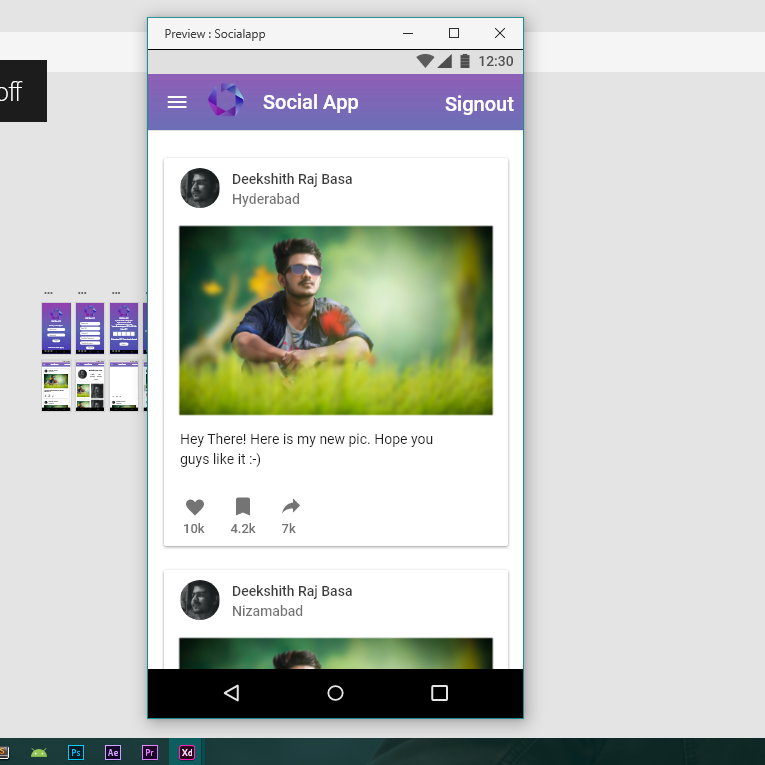 Preview : Socialapp
12:30
off
Social App
Signout
Deekshith Raj Basa
Hyderabad
Hey There! Here is my new pic. Hope you
guys like it :-)
10k
4.2k
7k
Deekshith Raj Basa
Nizamabad
Ps
Ae
Pr
Xd